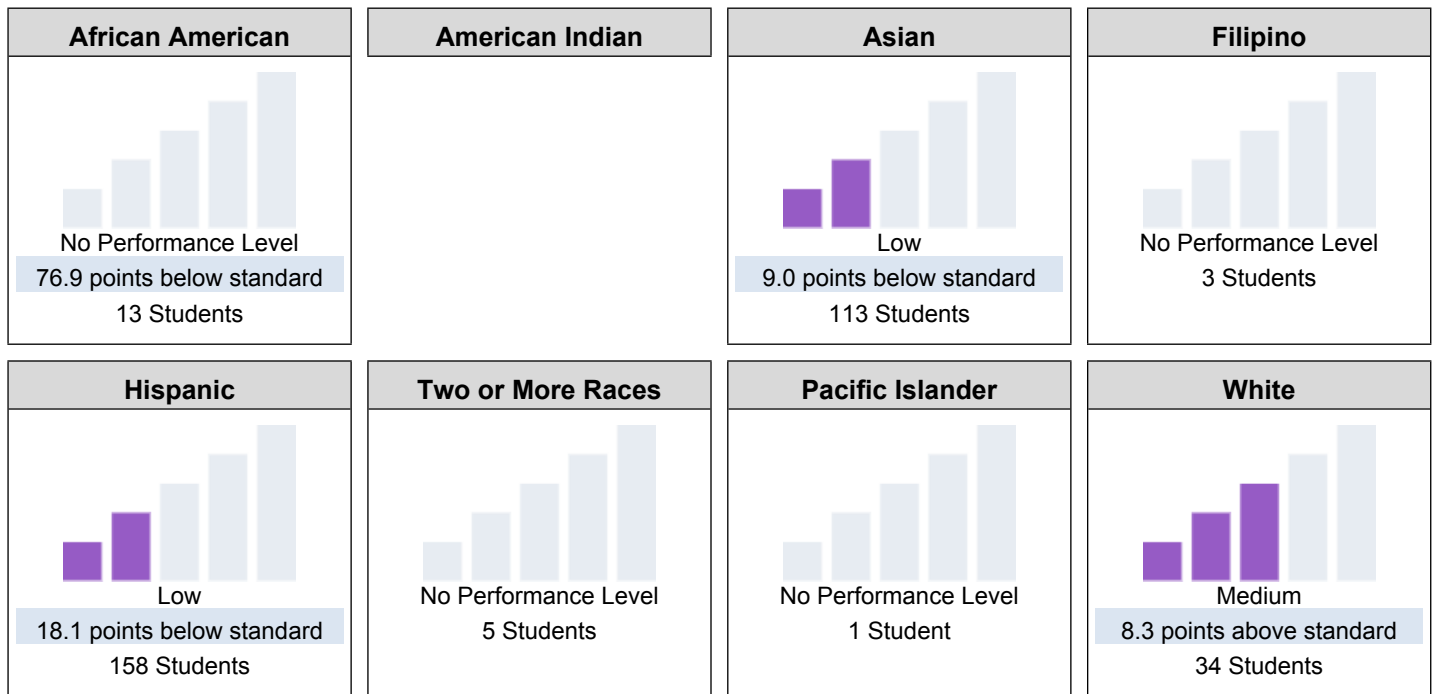 African American
No Performance Level
76.9 points below standard
13 Students
American Indian
Asian
Low
9.0 points below standard
113 Students
Filipino
No Performance Level
3 Students
Hispanic
Low
18.1 points below standard
158 Students
Two or More Races
No Performance Level
5 Students
Pacific Islander
No Performance Level
1 Student
White
Medium
8.3 points above standard
34 Students